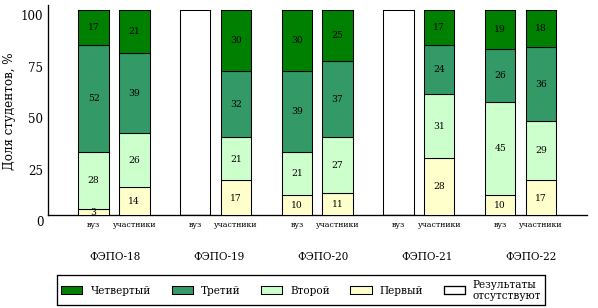 100
75
50
25
0
Доля студентов, %
17 21 30 30 25 17 19 18
52 39 32 39 37 24 26 36
28 26 21 21 27 31 45 29
3 14 17 10 11 28 10 17
вуз участники вуз участники вуз участники вуз участники вуз участники
ФЭПО-18 ФЭПО-19 ФЭПО-20 ФЭПО-21 ФЭПО-22
Четвертый Третий Второй Первый Результаты
отсутствуют